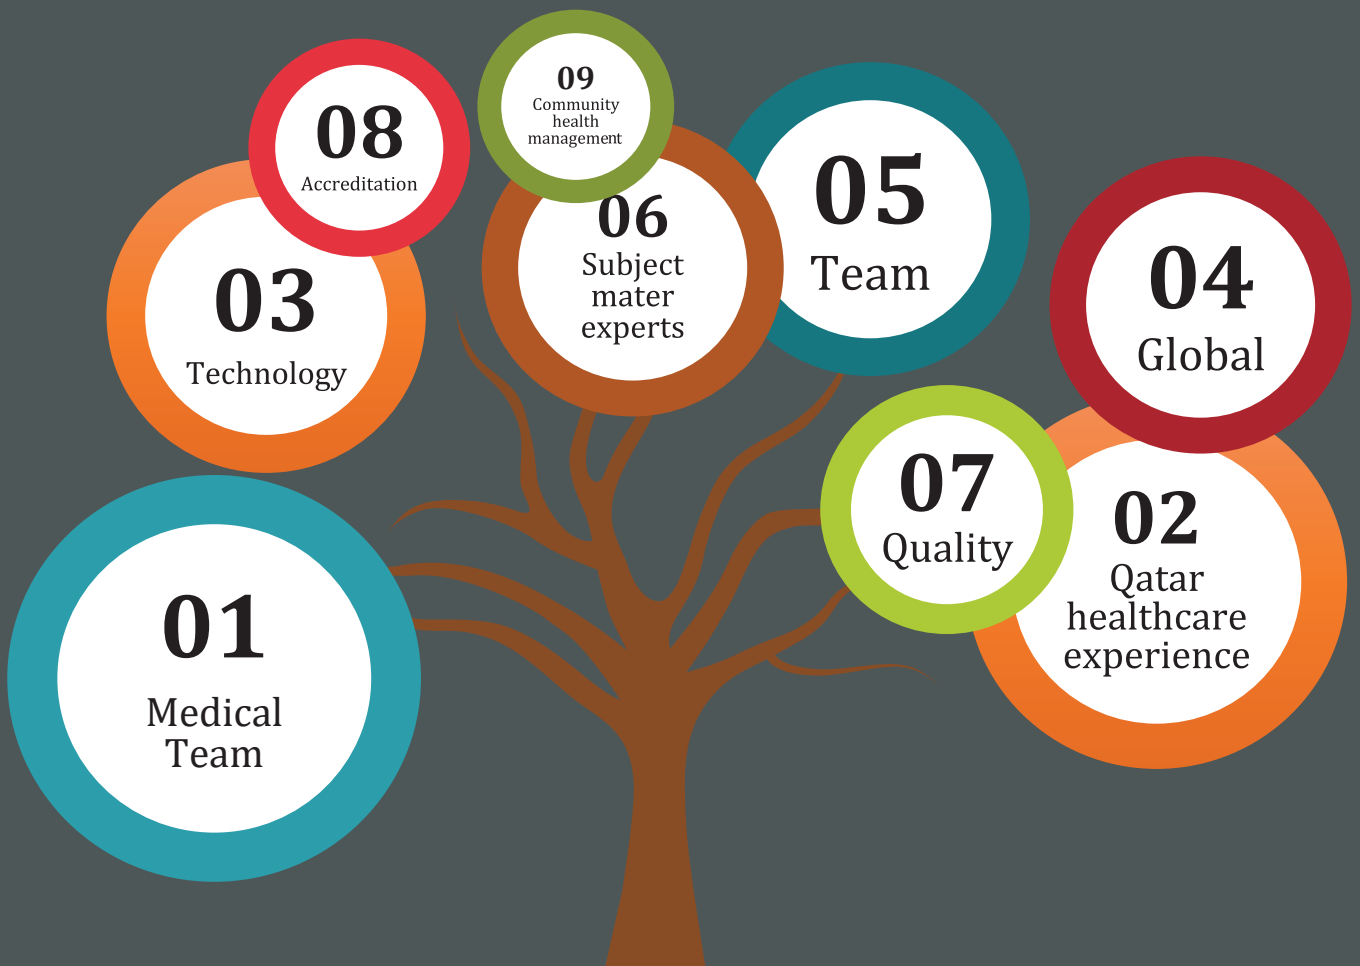 01
Medical
Team
02
Qatar
healthcare
experience
03
Technology
04
Global
05
Team
06
Subject
mater
experts
07
Quality
08
Accreditation
09
Community
health
management